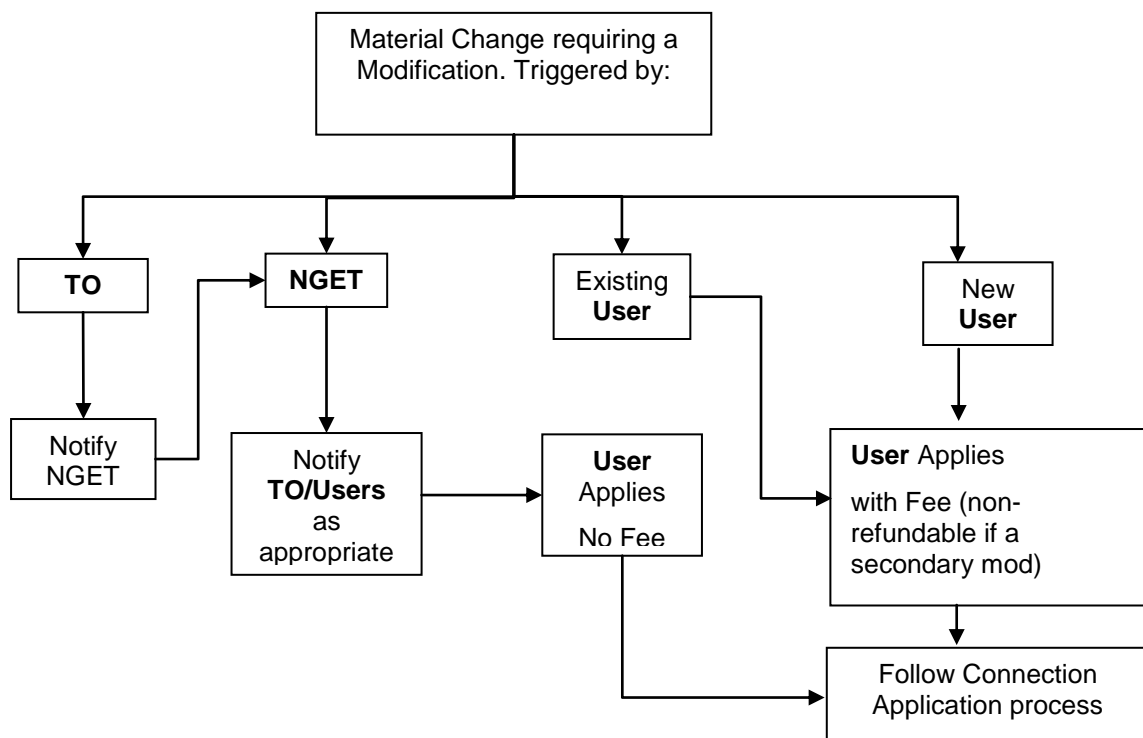 Material Change requiring a
Modification. Triggered by:
TO
NGET
Existing
User
New
User
Notify
NGET
Notify
TO/Users
as
appropriate
User
Applies
No Fee
User Applies
with Fee (non-
refundable if a
secondary mod)
Follow Connection
Application process